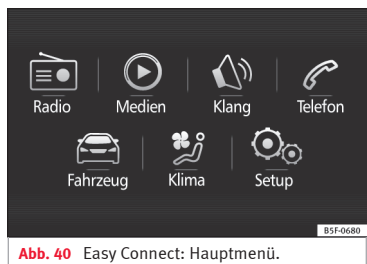 Radio Medien Klang Telefon
Fahrzeug Klima Setup
B5F-0680
Abb. 40 Easy Connect: Hauptmenü.